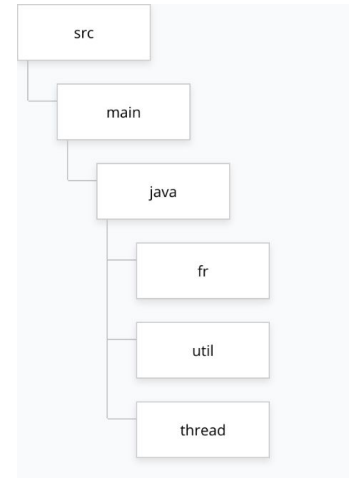 src
main
java
fr
util
thread